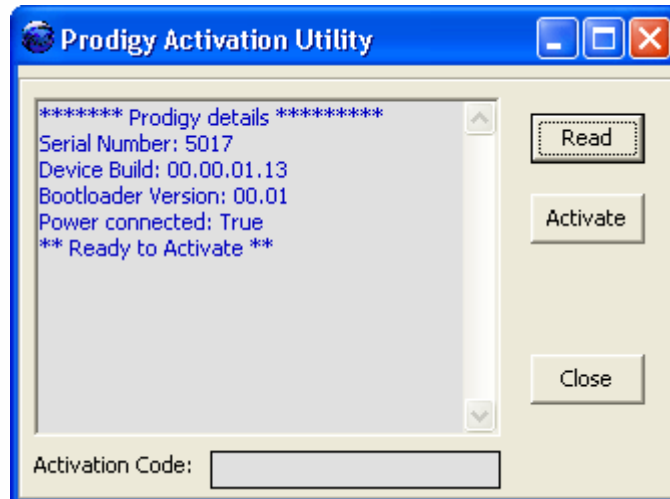 Prodigy Activation Utility
******* Prodigy details *********
Serial Number: 5017
Device Build: 00.00.01.13
Bootloader Version: 00.01
Power connected: True
** Ready to Activate **
Read
Activate
Close
Activation Code: